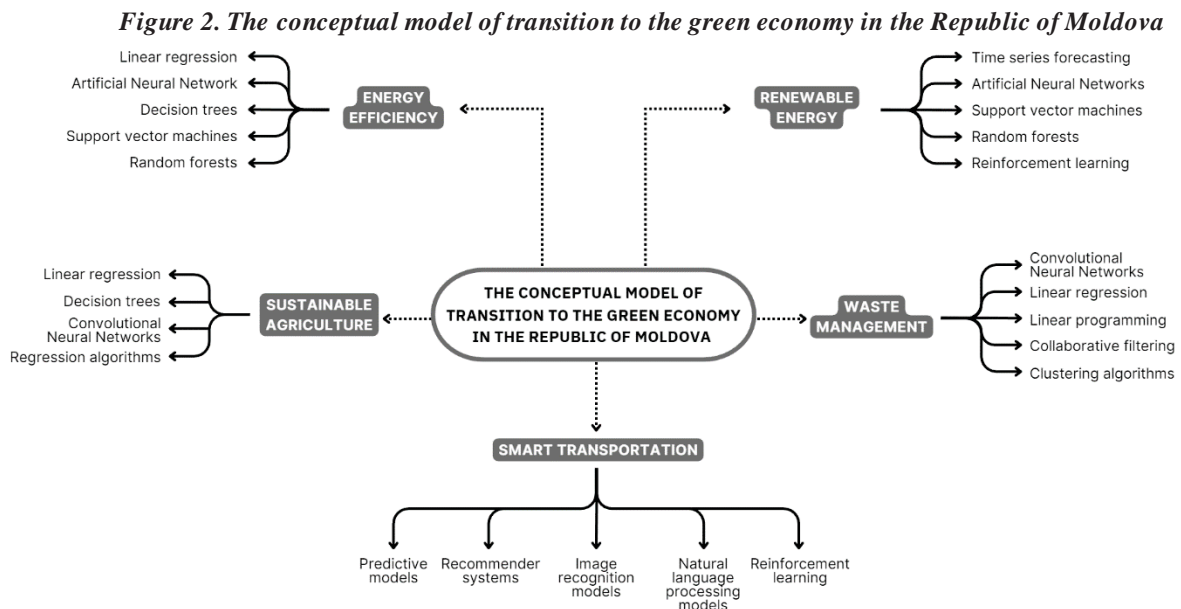 Figure 2. The conceptual model of transition to the green economy in the Republic of Moldova
Linear regression
Artificial Neural Network
Decision trees
Support vector machines
Random forests
ENERGY
EFFICIENCY
RENEWABLE
ENERGY
Time series forecasting
Artificial Neural Networks
Support vector machines
Random forests
Reinforcement learning
Linear regression
Decision trees
Convolutional
Neural Networks
Regression algorithms
SUSTAINABLE
AGRICULTURE
THE CONCEPTUAL MODEL OF
TRANSITION TO THE GREEN ECONOMY
IN THE REPUBLIC OF MOLDOVA
WASTE
MANAGEMENT
Convolutional
Neural Networks
Linear regression
Linear programming
Collaborative filtering
Clustering algorithms
SMART TRANSPORTATION
Predictive
models
Recommender
systems
Image
recognition
models
Natural
language
processing
models
Reinforcement
learning